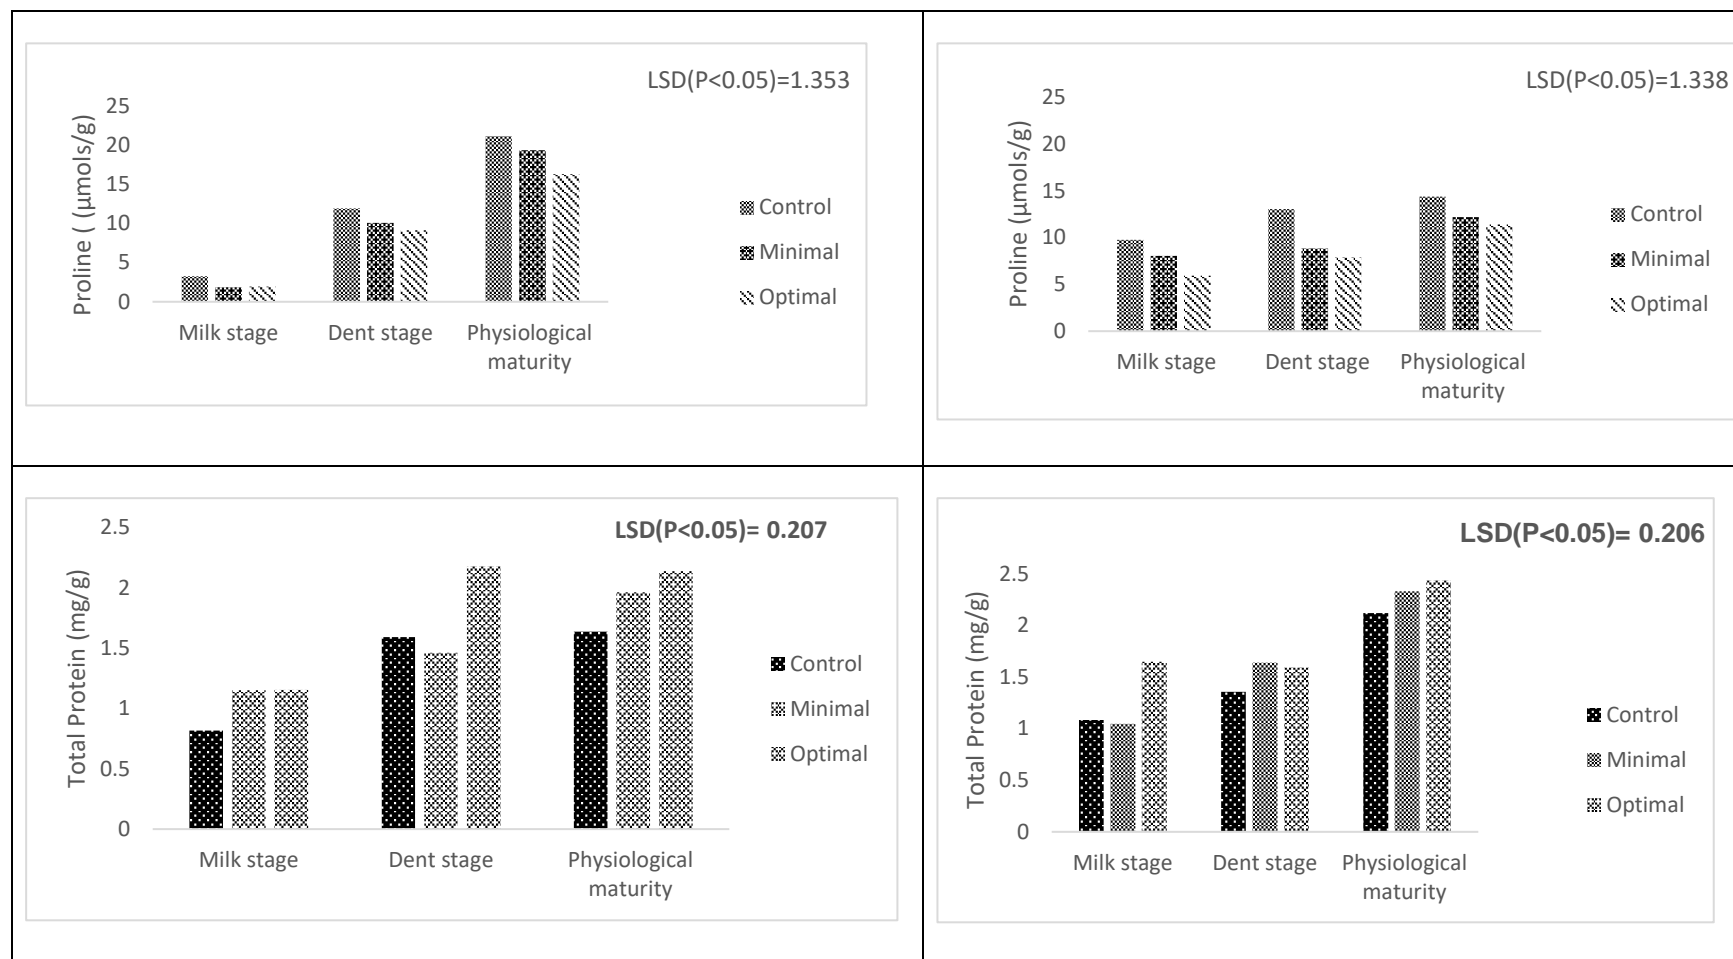 LSD(P<0.05)=1.353
Proline ( (µmols/g)
25
20
15
10
5
0
Milk stage
Dent stage
Physiological
maturity
Control
Minimal
Optimal
LSD(P<0.05)=1.338
Proline (µmols/g)
25
20
15
10
5
0
Milk stage
Dent stage
Physiological
maturity
Control
Minimal
Optimal
LSD(P<0.05)= 0.207
Total Protein (mg/g)
2.5
2
1.5
1
0.5
0
Milk stage
Dent stage
Physiological
maturity
Control
Minimal
Optimal
LSD(P<0.05)= 0.206
Total Protein (mg/g)
2.5
2
1.5
1
0.5
0
Milk stage
Dent stage
Physiological
maturity
Control
Minimal
Optimal